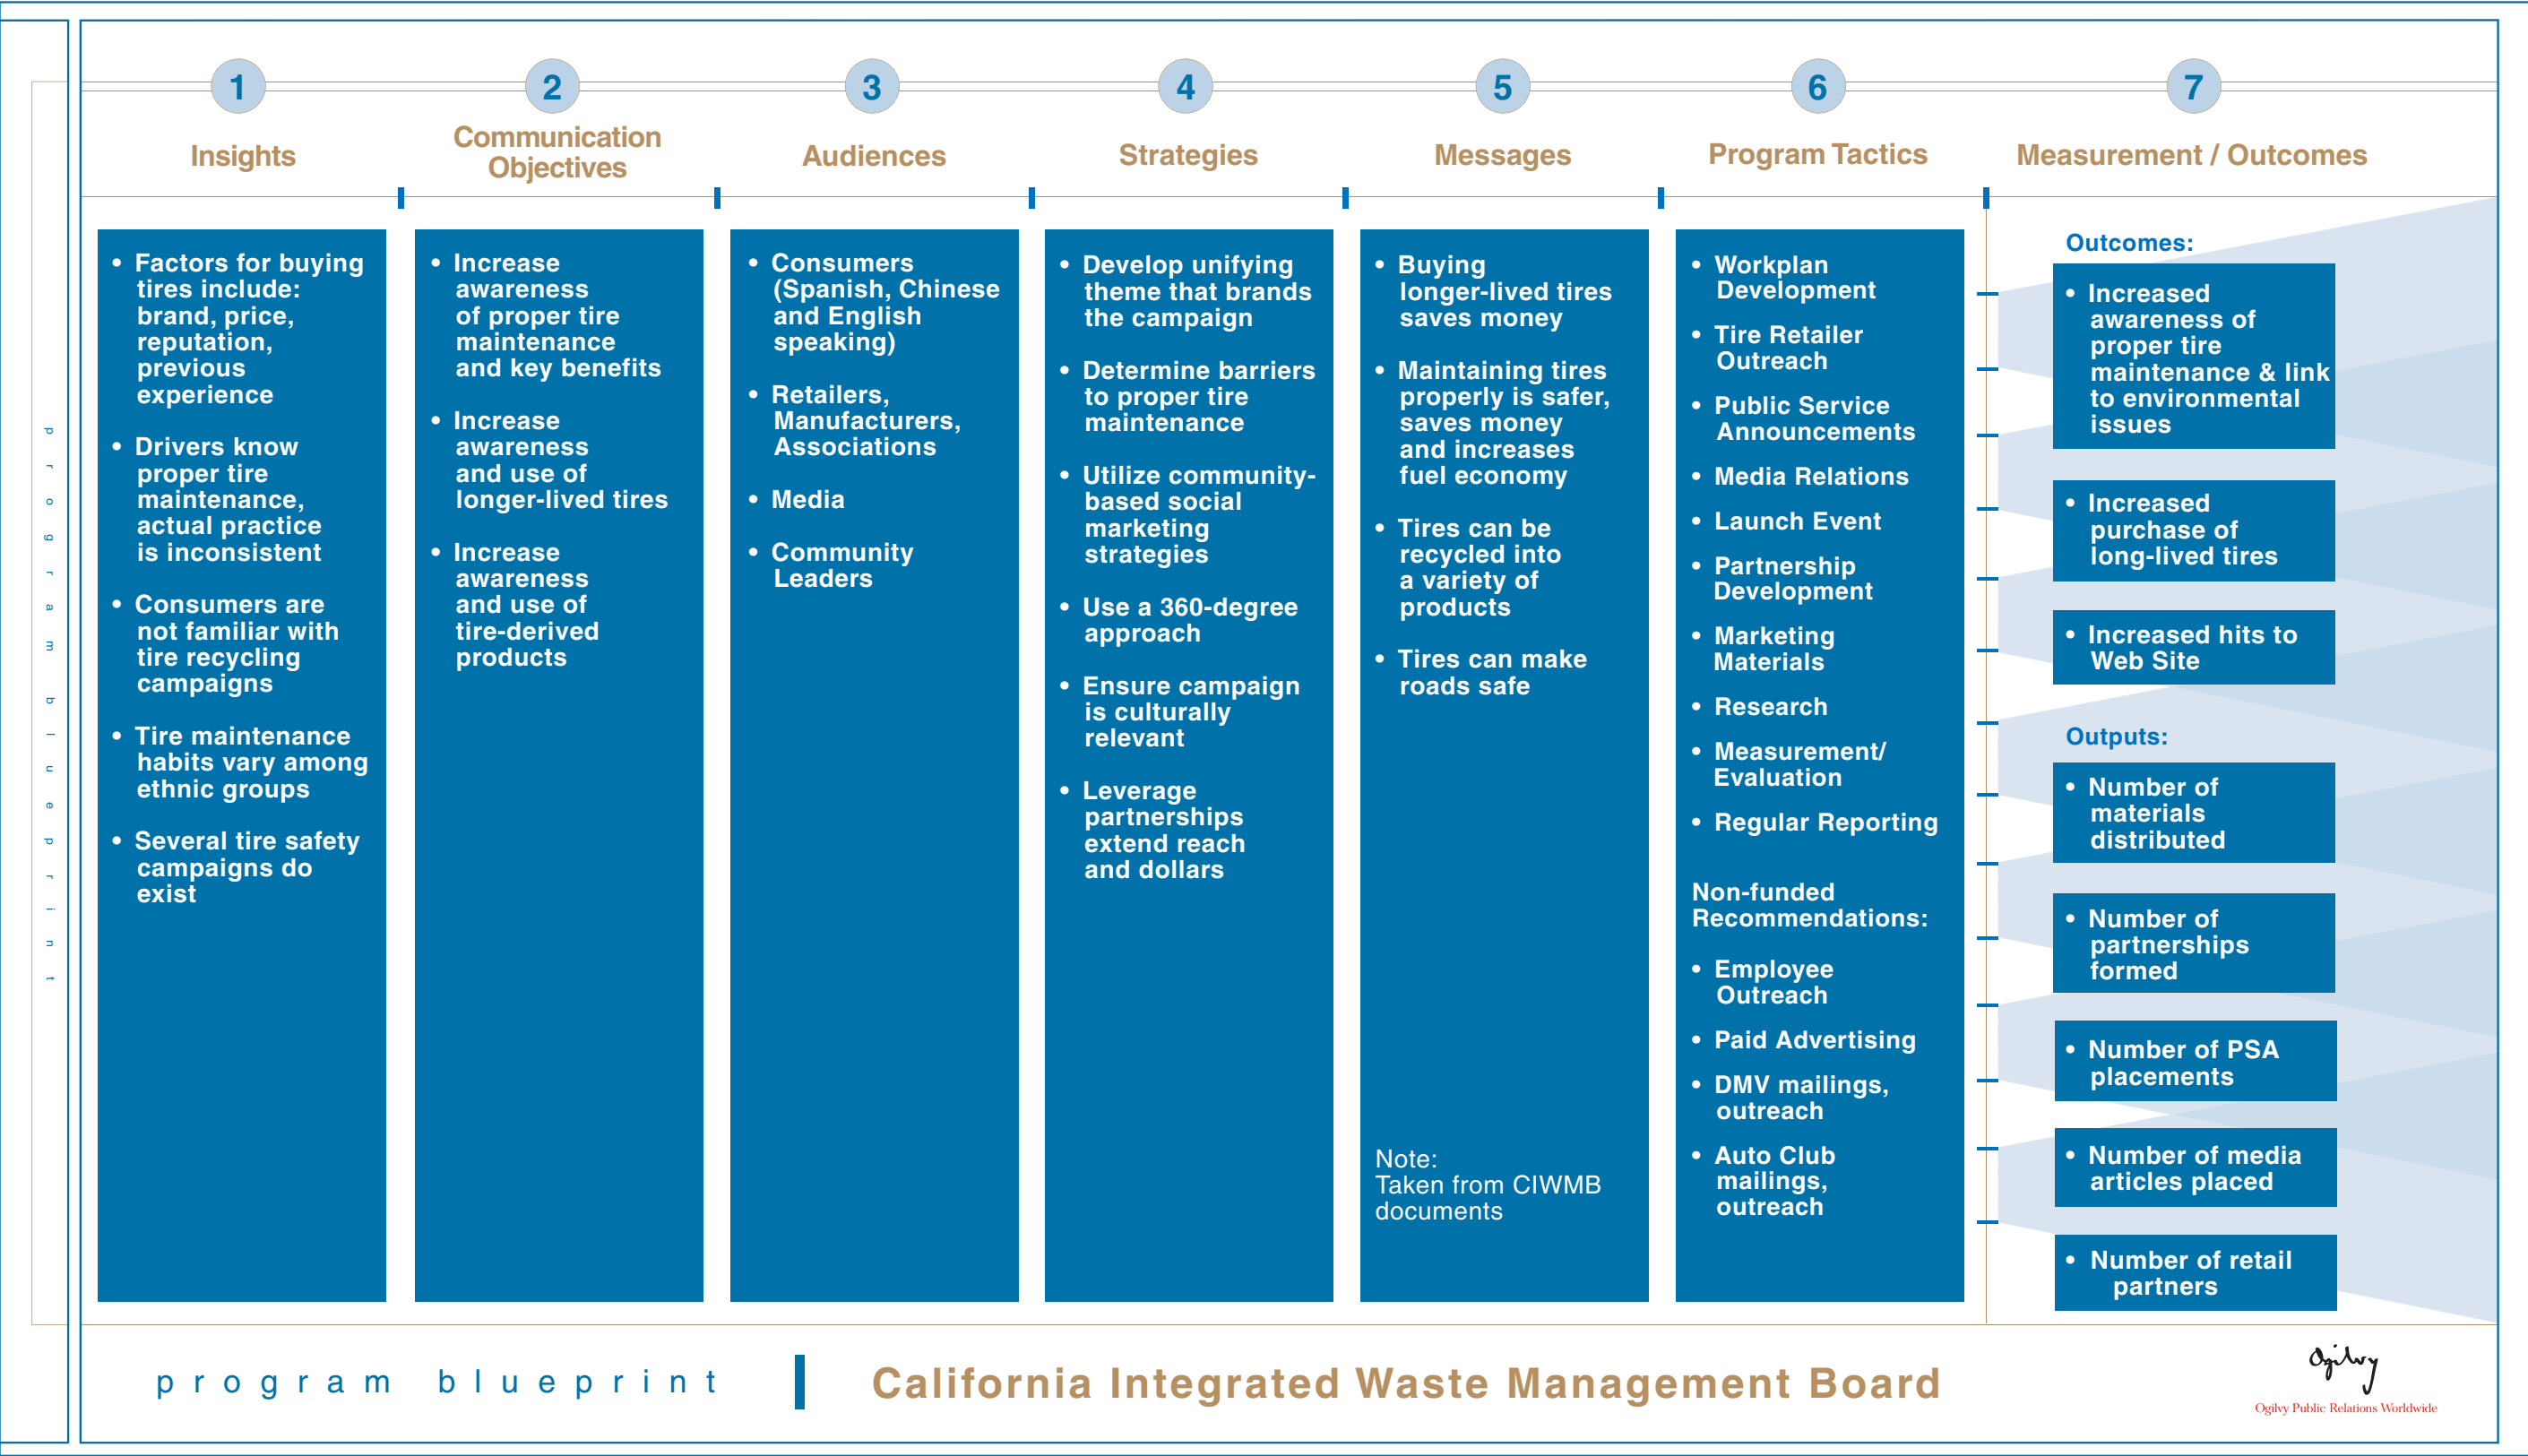 program blueprint
1
Insights
• Factors for buying
tires include:
brand, price,
reputation,
previous
experience
• Drivers know
proper tire
maintenance,
actual practice
is inconsistent
• Consumers are
not familiar with
tire recycling
campaigns
• Tire maintenance
habits vary among
ethnic groups
• Several tire safety
campaigns do
exist
2
Communication
Objectives
• Increase
awareness
of proper tire
maintenance
and key benefits
• Increase
awareness
and use of
longer-lived tires
• Increase
awareness
and use of
tire-derived
products
3
Audiences
• Consumers
(Spanish, Chinese
and English
speaking)
• Retailers,
Manufacturers,
Associations
• Media
• Community
Leaders
4
Strategies
• Develop unifying
theme that brands
the campaign
• Determine barriers
to proper tire
maintenance
• Utilize community-
based social
marketing
strategies
• Use a 360-degree
approach
• Ensure campaign
is culturally
relevant
• Leverage
partnerships
extend reach
and dollars
5
Messages
• Buying
longer-lived tires
saves money
• Maintaining tires
properly is safer,
saves money
and increases
fuel economy
• Tires can be
recycled into
a variety of
products
• Tires can make
roads safe
Note:
Taken from CIWMB
documents
6
Program Tactics
• Workplan
Development
• Tire Retailer
Outreach
• Public Service
Announcements
• Media Relations
• Launch Event
• Partnership
Development
• Marketing
Materials
• Research
• Measurement/
Evaluation
• Regular Reporting
Non-funded
Recommendations:
• Employee
Outreach
• Paid Advertising
• DMV mailings,
outreach
• Auto Club
mailings,
outreach
7
Measurement / Outcomes
Outcomes:
• Increased
awareness of
proper tire
maintenance & link
to environmental
issues
• Increased
purchase of
long-lived tires
• Increased hits to
Web Site
Outputs:
• Number of
materials
distributed
• Number of
partnerships
formed
• Number of PSA
placements
• Number of media
articles placed
• Number of retail
partners
program blueprint
California Integrated Waste Management Board
Ogilvy
Ogilvy Public Relations Worldwide